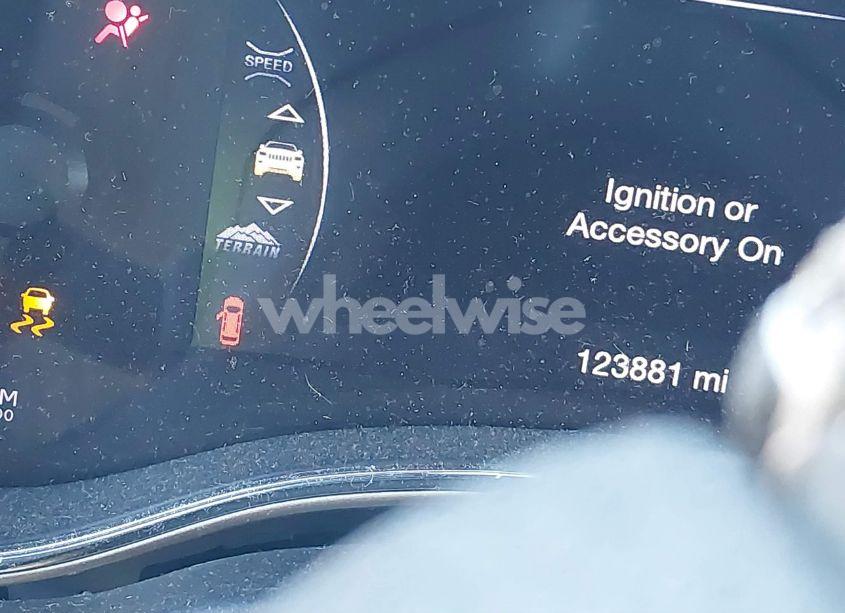 SPEED
Ignition or
Accessory On
TERRAIN
wheelwise
123881 mi